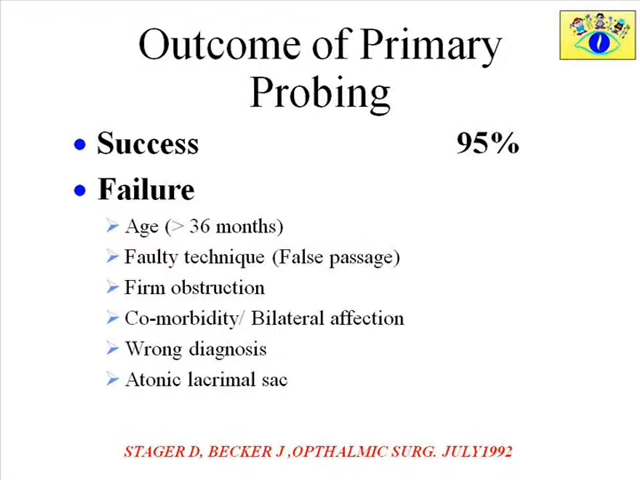 Outcome of Primary
Probing
Success 95%
Failure
Age (> 36 months)
Faulty technique (False passage)
Firm obstruction
Co-morbidity/ Bilateral affection
Wrong diagnosis
Atonic lacrimal sac
STAGER D, BECKER J ,OPTHALMIC SURG. JULY1992